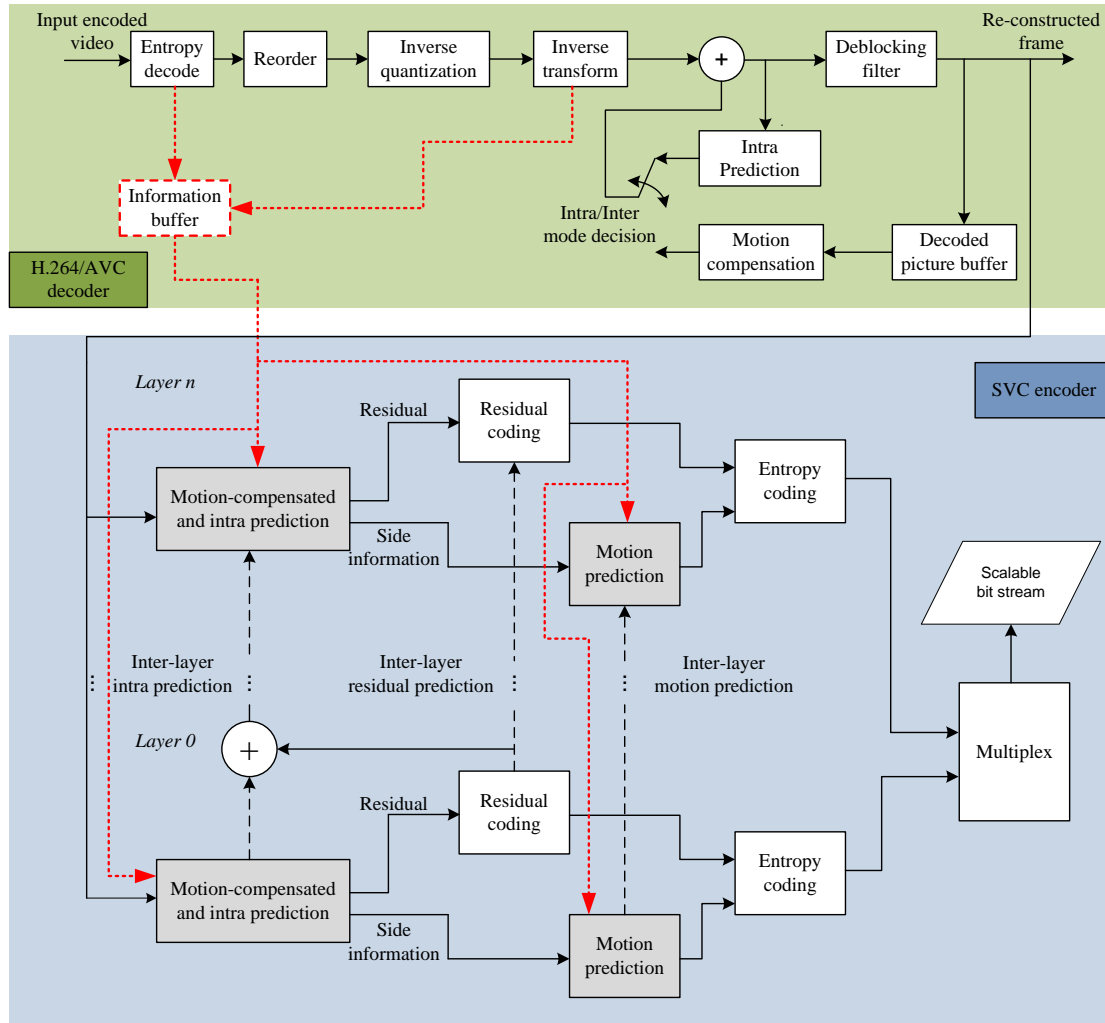 Input encoded
video
Entropy
decode
Reorder
Inverse
quantization
Inverse
transform
+
Deblocking
filter
Re-constructed
frame
Intra
Prediction
Information
buffer
Intra/Inter
mode decision
Motion
compensation
Decoded
picture buffer
H.264/AVC
decoder
Layer n
SVC encoder
Residual
Residual
coding
Entropy
coding
Motion-compensated
and intra prediction
Side
information
Motion
prediction
Scalable
bit stream
Inter-layer
intra prediction
Inter-layer
residual prediction
Inter-layer
motion prediction
...
...
...
...
Layer 0
+
Multiplex
Residual
Residual
coding
Entropy
coding
Motion-compensated
and intra prediction
Side
information
Motion
prediction